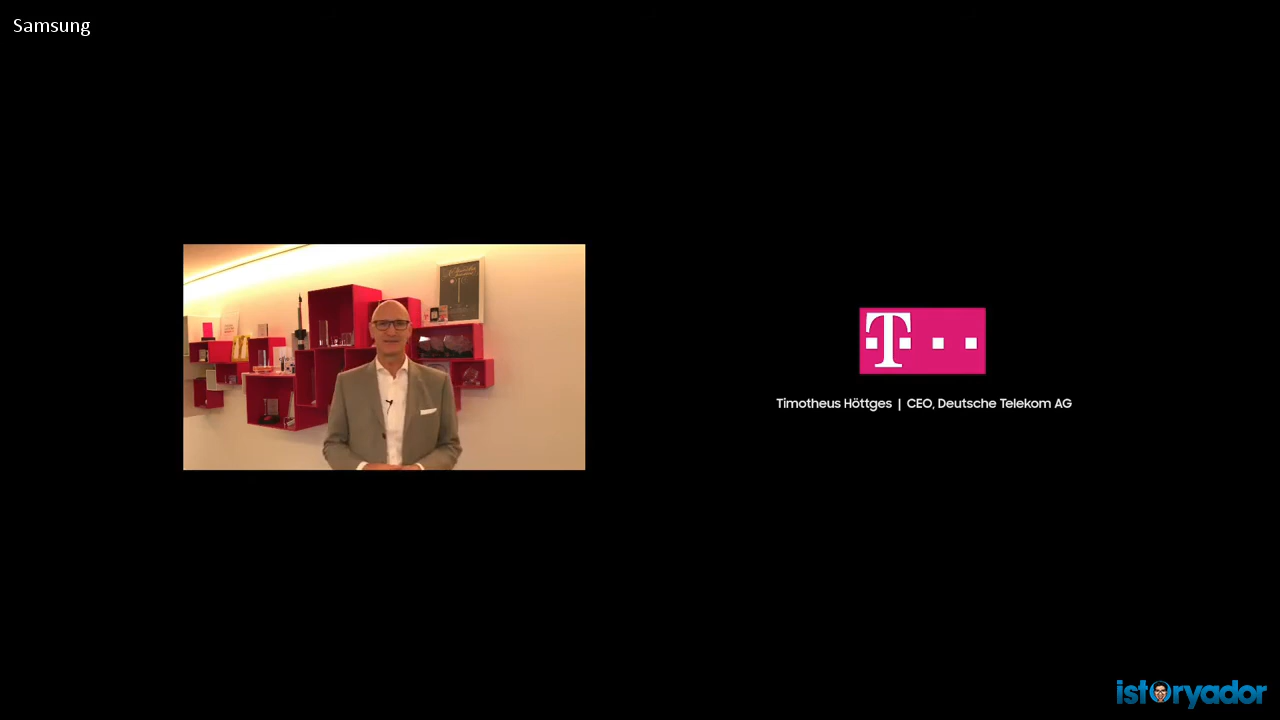 Samsung
T
Timotheus Höttges | CEO, Deutsche Telekom AG
istoryador